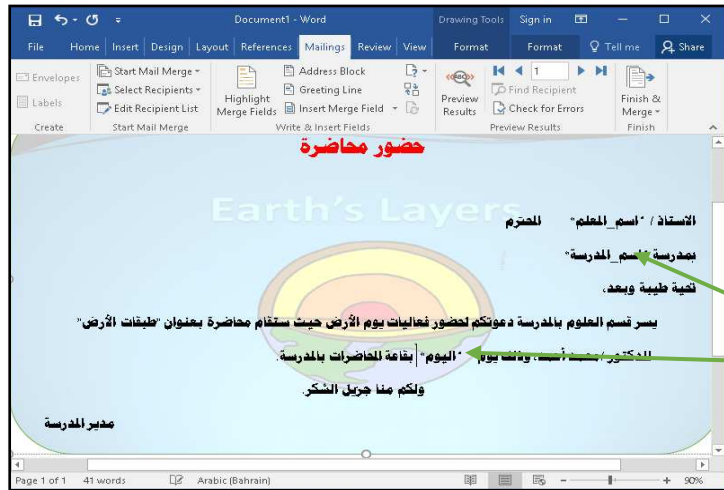 Document1 - Word
Drawing Tools
Sign in
File
Home
Insert
Design
Layout
References
Mailings
Review
View
Format
Format
Tell me
Share
Envelopes
Labels
Create
Start Mail Merge
Select Recipients
Edit Recipient List
Start Mail Merge
Highlight
Merge Fields
Address Block
Greeting Line
Insert Merge Field
Write & Insert Fields
«ABC»
Preview
Results
1
Find Recipient
Check for Errors
Preview Results
Finish &
Merge
Finish
حضور محاضرة
Earth's Layers
الاستاذ / "اسم_المعلم" المحترم
بمدرسة "اسم_المدرسة"
تحية طيبة وبعد،
يسر قسم العلوم بالمدرسة دعوتكم لحضور فعاليات يوم الأرض حيث ستقام محاضرة بعنوان "طبقات الأرض"
للدكتور /محمد أحمد، وذلك يوم "اليوم" بقاعة المحاضرات بالمدرسة.
ولكم منا جزيل الشكر.
مدير المدرسة
Page 1 of 1
41 words
Arabic (Bahrain)
90%